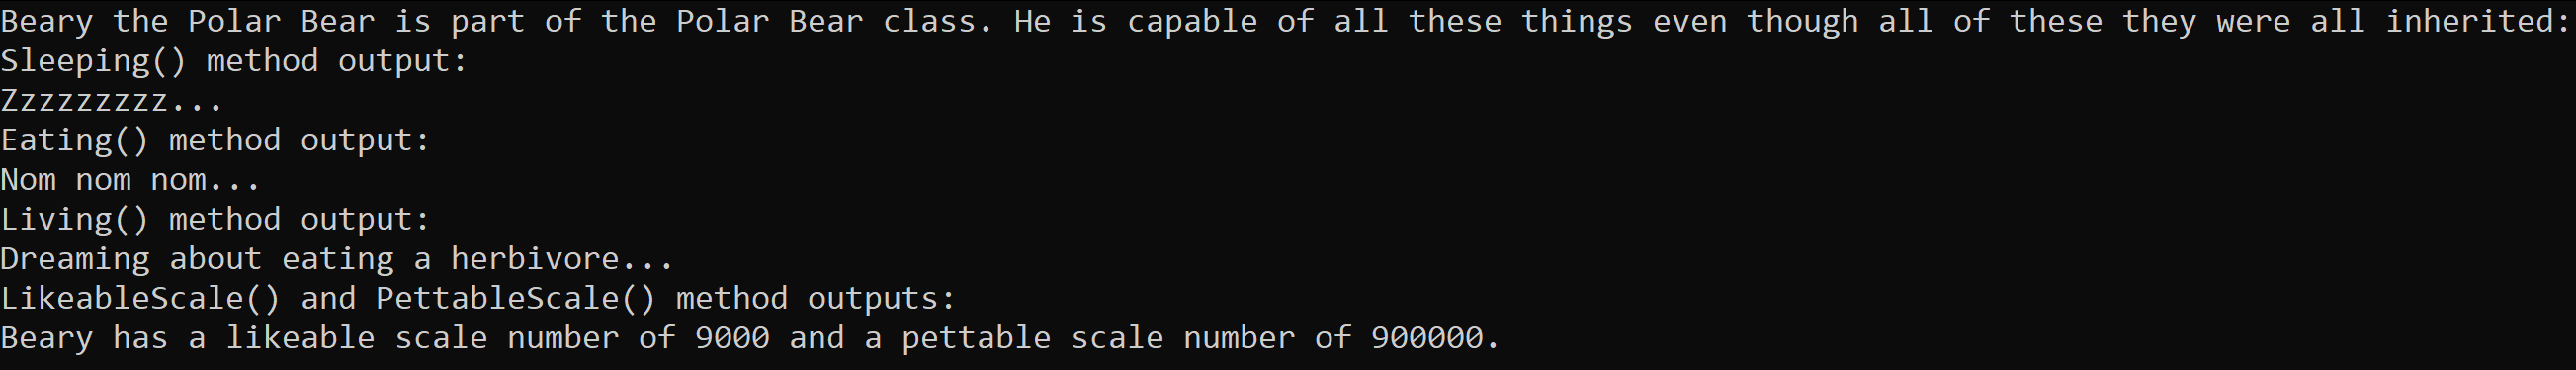 Beary the Polar Bear is part of the Polar Bear class. He is capable of all these things even though all of these they were all inherited:
Sleeping() method output:
Zzzzzzzzz...
Eating() method output:
Nom nom nom...
Living() method output:
Dreaming about eating a herbivore...
LikeableScale() and PettableScale() method outputs:
Beary has a likeable scale number of 9000 and a pettable scale number of 900000.